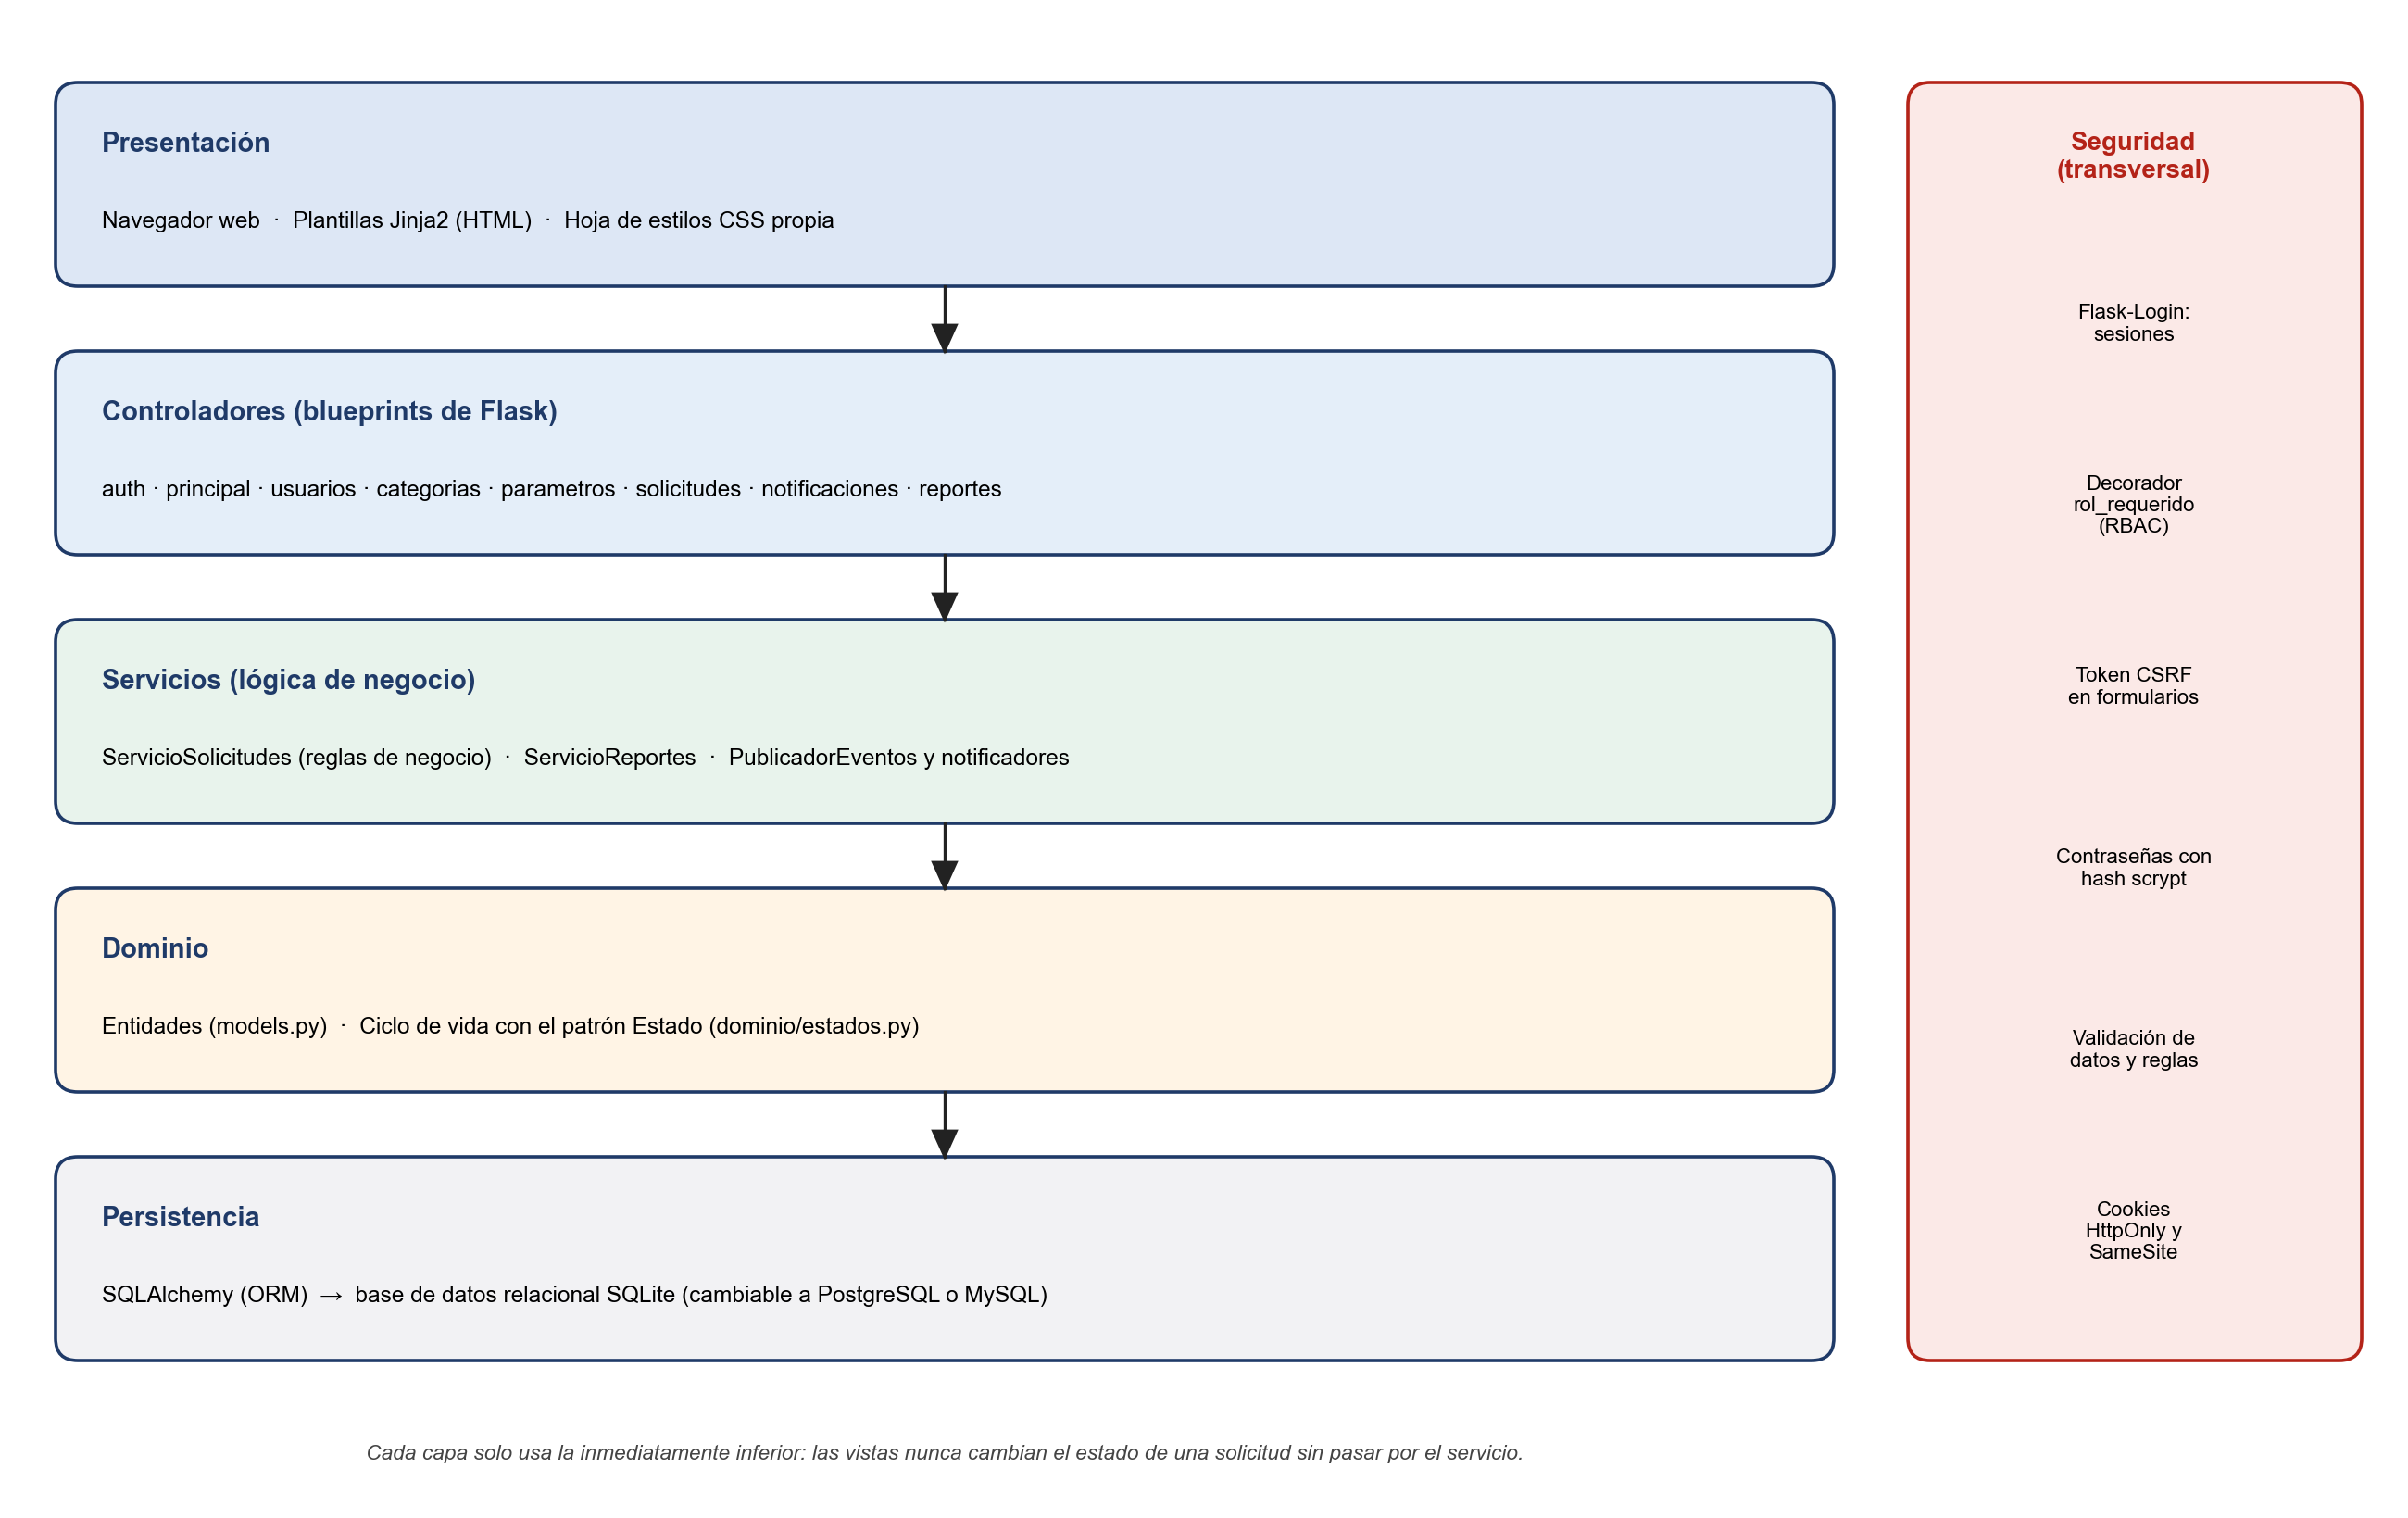 Presentación
Navegador web · Plantillas Jinja2 (HTML) · Hoja de estilos CSS propia
Controladores (blueprints de Flask)
auth · principal · usuarios · categorias · parametros · solicitudes · notificaciones · reportes
Servicios (lógica de negocio)
ServicioSolicitudes (reglas de negocio) · ServicioReportes · PublicadorEventos y notificadores
Dominio
Entidades (models.py) · Ciclo de vida con el patrón Estado (dominio/estados.py)
Persistencia
SQLAlchemy (ORM) → base de datos relacional SQLite (cambiable a PostgreSQL o MySQL)
Seguridad
(transversal)
Flask-Login:
sesiones
Decorador
rol_requerido
(RBAC)
Token CSRF
en formularios
Contraseñas con
hash scrypt
Validación de
datos y reglas
Cookies
HttpOnly y
SameSite
Cada capa solo usa la inmediatamente inferior: las vistas nunca cambian el estado de una solicitud sin pasar por el servicio.